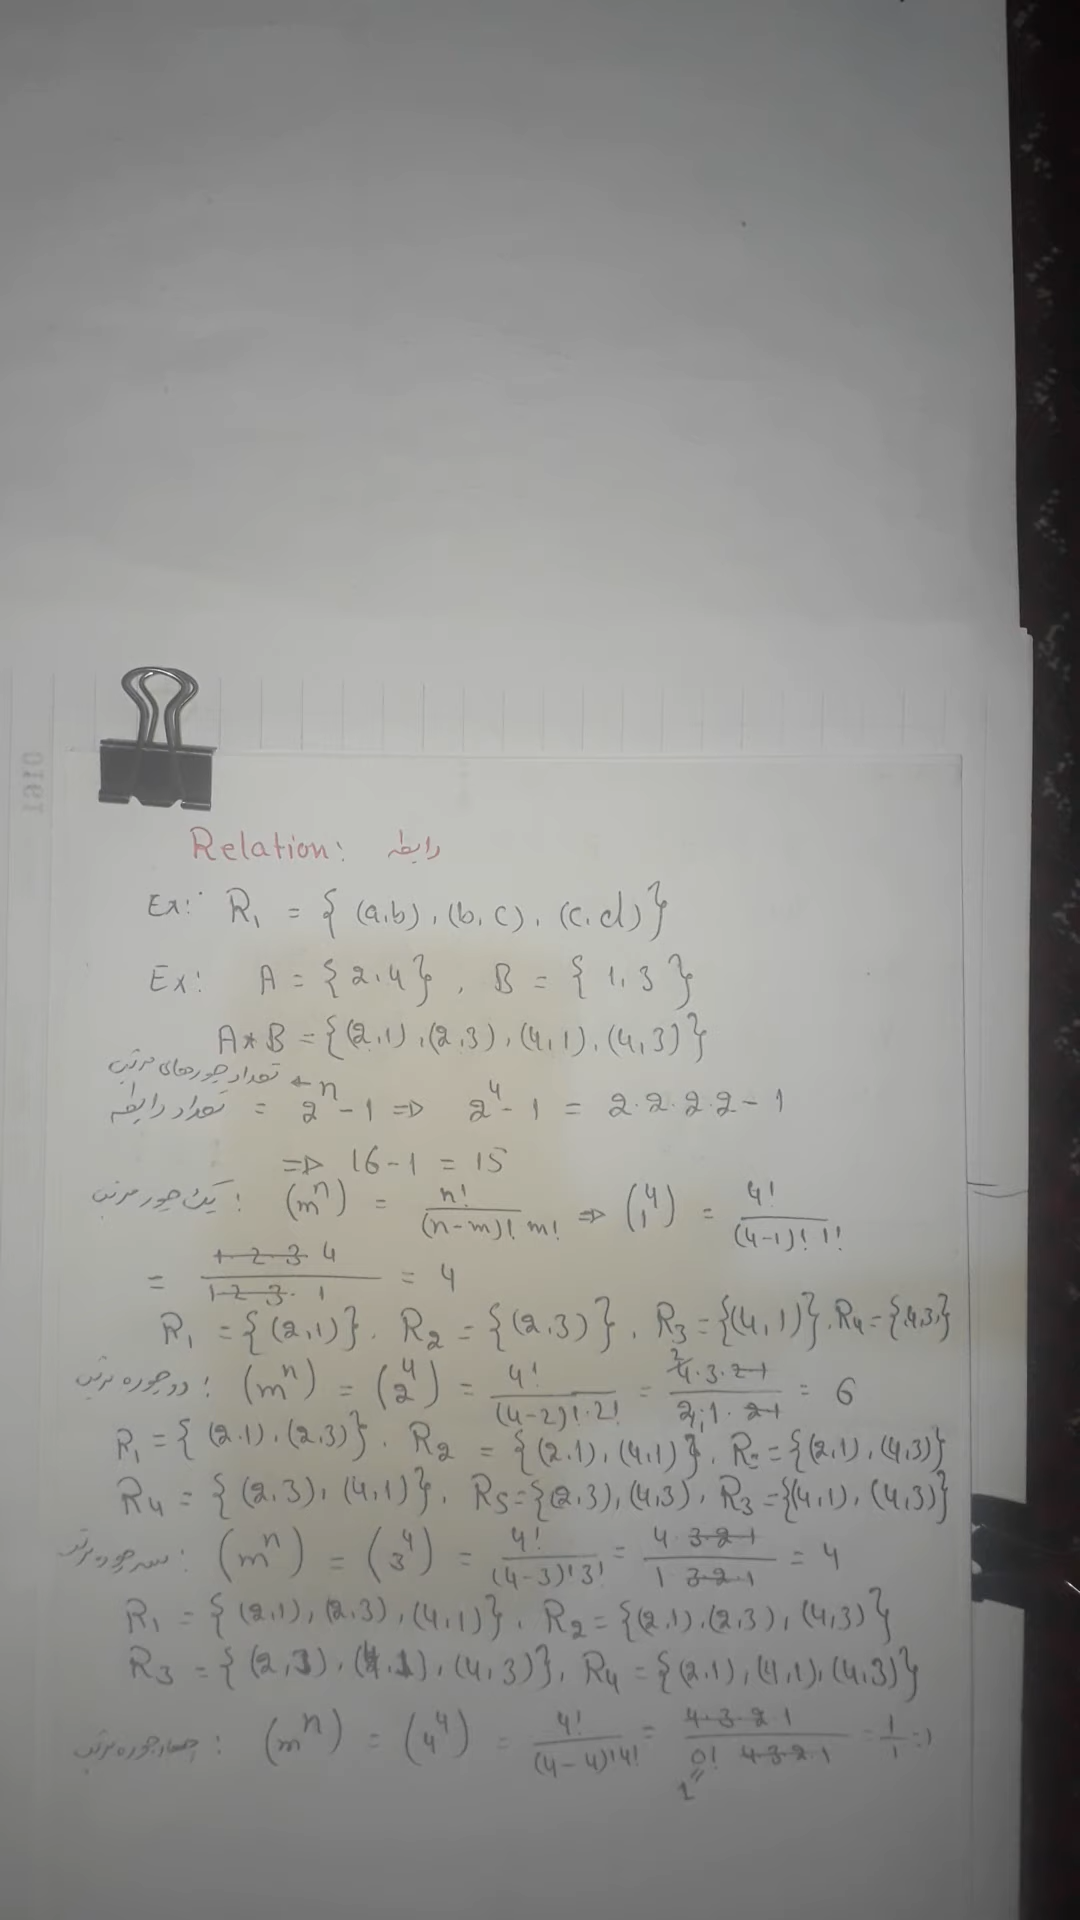 Relation: رابطه
Ex: R₁ = { (a,b), (b,c), (c,d) }
Ex: A = {2,4}, B = {1,3}
A*B = {(2,1), (2,3), (4,1), (4,3)}
تعداد جوره‌های مرتب ←
تعداد رابطه = 2ⁿ-1 => 2⁴-1 = 2·2·2·2-1
=> 16-1 = 15
یک جوره مرتب: (ₘⁿ) = n!/(n-m)! m! => (₁⁴) = 4!/(4-1)! 1!
= 1·2·3·4/1·2·3·1 = 4
R₁ = {(2,1)}, R₂ = {(2,3)}, R₃ = {(4,1)}, R₄ = {4,3}
دو جوره مرتب: (ₘⁿ) = (₂⁴) = 4!/(4-2)!·2! = 4·3·2·1/2·1·2·1 = 6
R₁ = {(2,1), (2,3)}, R₂ = {(2,1), (4,1)}, R₃ = {(2,1), (4,3)}
R₄ = {(2,3), (4,1)}, R₅ = {(2,3), (4,3), R₃ = {(4,1), (4,3)}
سه جوره مرتب: (ₘⁿ) = (₃⁴) = 4!/(4-3)!3! = 4·3·2·1/1·3·2·1 = 4
R₁ = {(2,1), (2,3), (4,1)}, R₂ = {(2,1), (2,3), (4,3)}
R₃ = {(2,3), (4,1), (4,3)}, R₄ = {(2,1), (4,1), (4,3)}
چهار جوره مرتب: (ₘⁿ) = (₄⁴) = 4!/(4-4)!4! = 4·3·2·1/0! 4·3·2·1 = 1/1 = 1
1